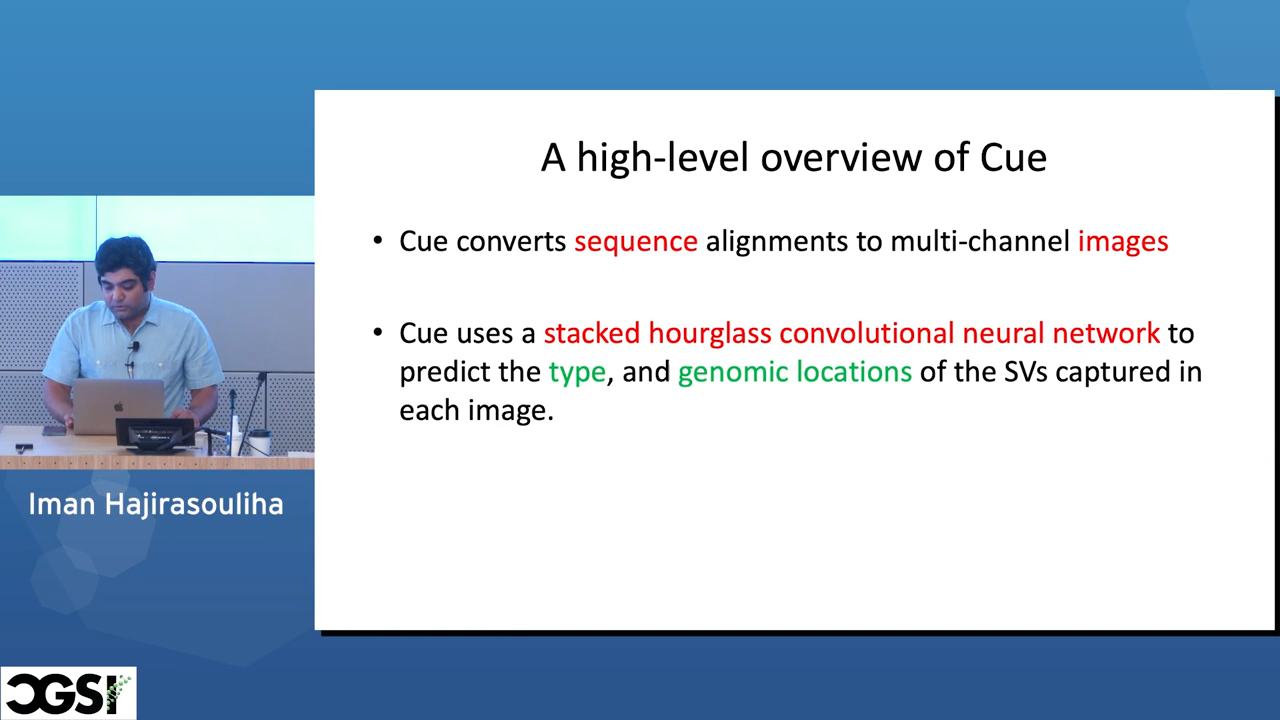 A high-level overview of Cue
• Cue converts sequence alignments to multi-channel images
• Cue uses a stacked hourglass convolutional neural network to
predict the type, and genomic locations of the SVs captured in
each image.
Iman Hajirasouliha
CGSI